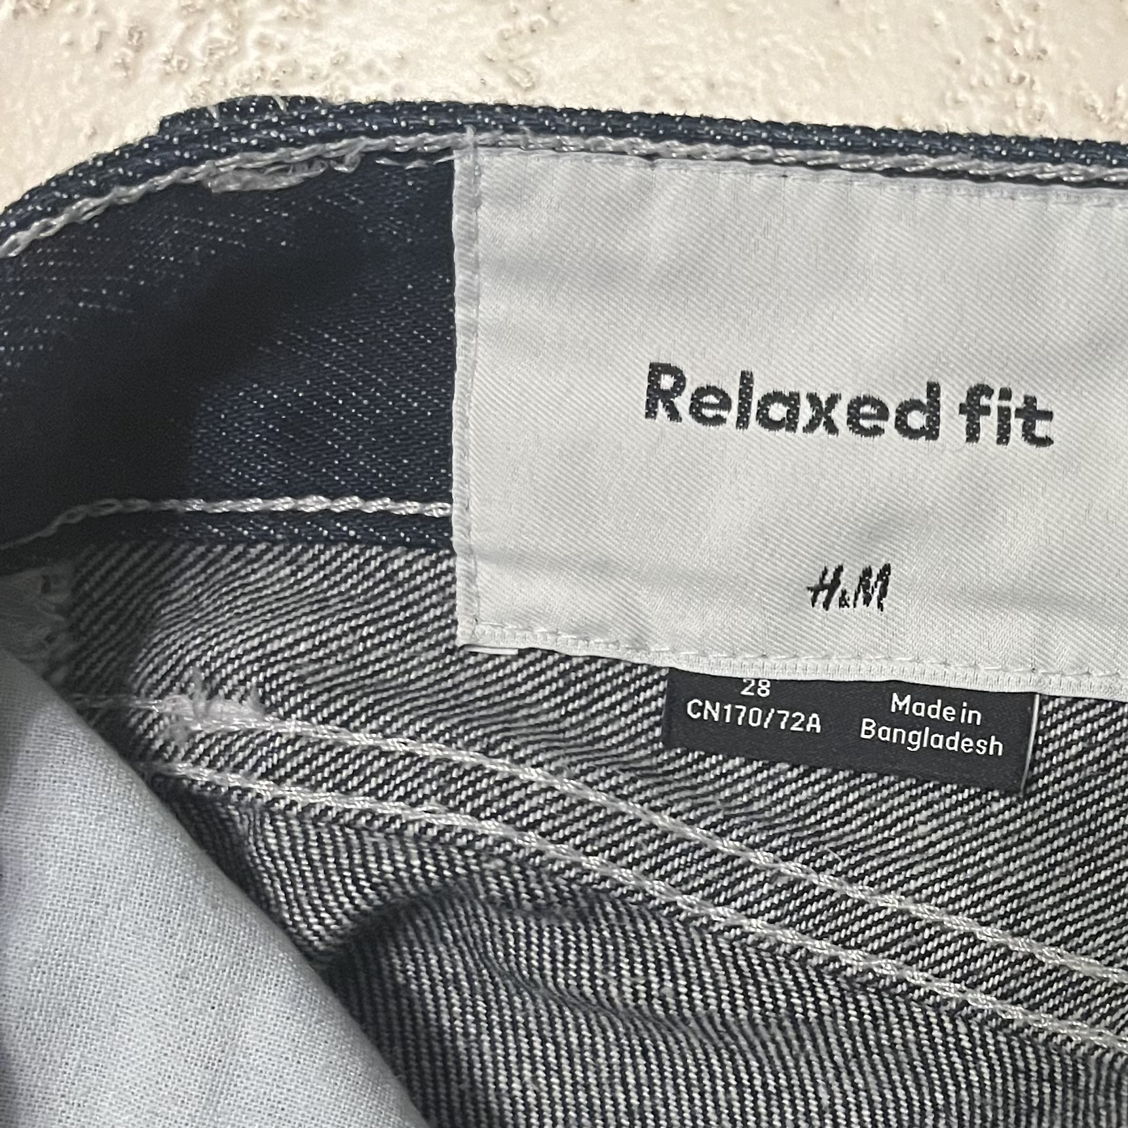 Relaxed fit
H&M
28
CN170/72A
Made in
Bangladesh